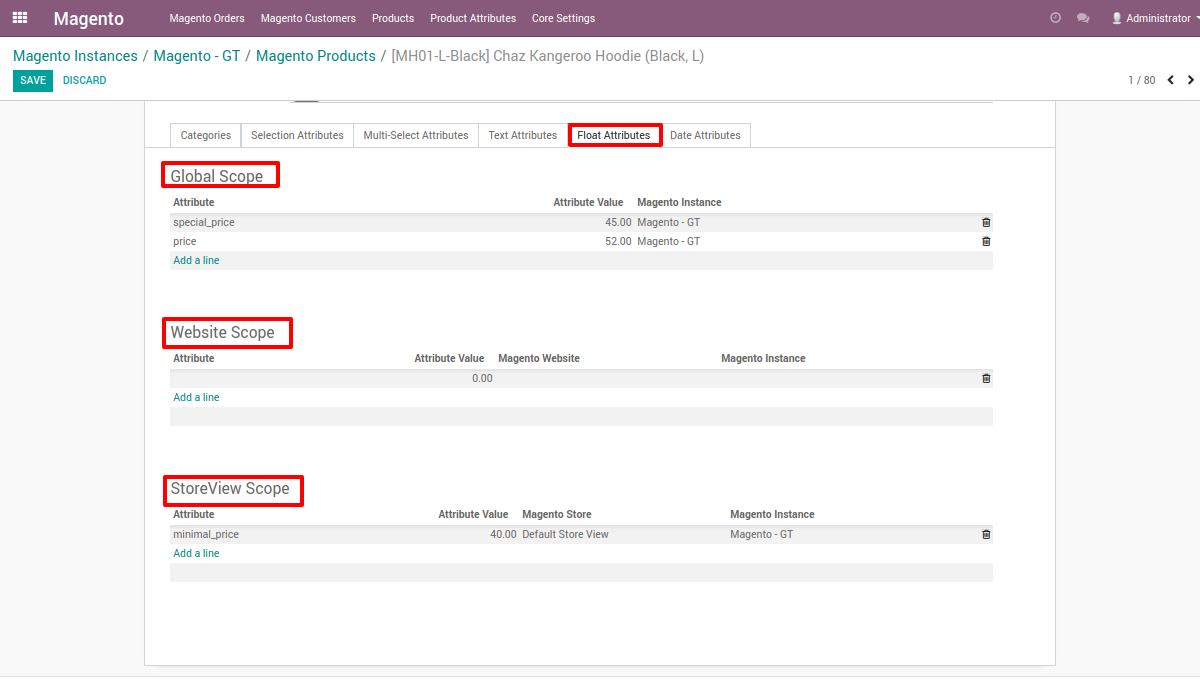 Magento Magento Orders Magento Customers Products Product Attributes Core Settings Administrator
Magento Instances / Magento - GT / Magento Products / [MH01-L-Black] Chaz Kangeroo Hoodie (Black, L)
SAVE DISCARD 1 / 80
Categories Selection Attributes Multi-Select Attributes Text Attributes Float Attributes Date Attributes
Global Scope
Attribute Attribute Value Magento Instance
special_price 45.00 Magento - GT
price 52.00 Magento - GT
Add a line
Website Scope
Attribute Attribute Value Magento Website Magento Instance
0.00
Add a line
StoreView Scope
Attribute Attribute Value Magento Store Magento Instance
minimal_price 40.00 Default Store View Magento - GT
Add a line